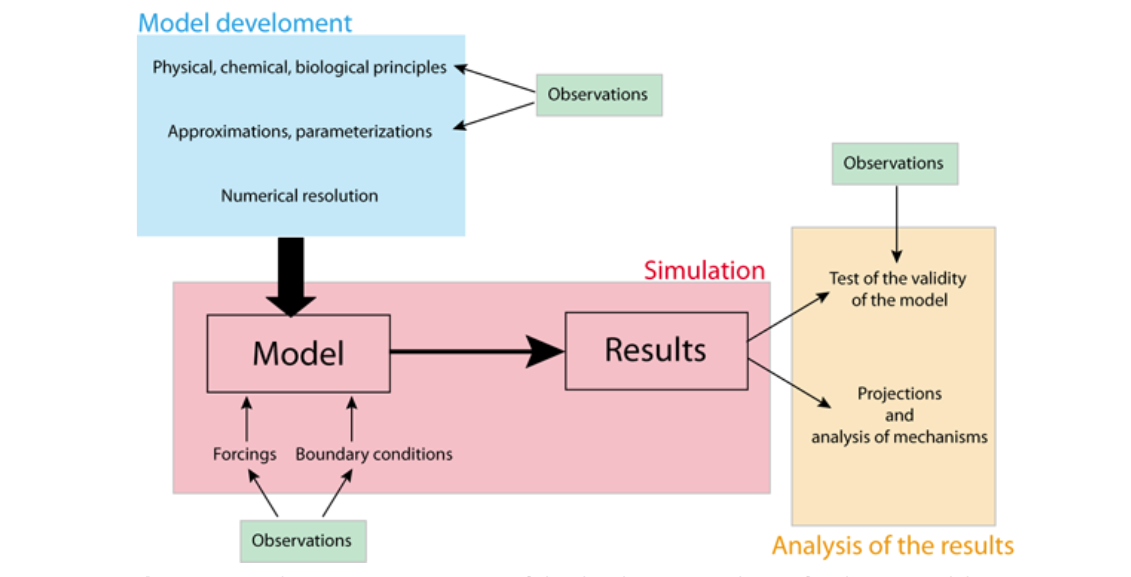 Model develoment
Physical, chemical, biological principles
Observations
Approximations, parameterizations
Numerical resolution
Observations
Simulation
Test of the validity
of the model
Model
Results
Projections
and
analysis of mechanisms
Forcings
Boundary conditions
Observations
Analysis of the results